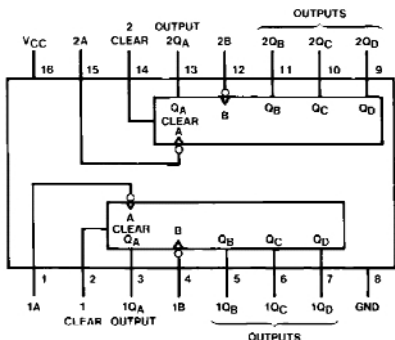 OUTPUTS
2 OUTPUT
VCC 2A CLEAR 2QA 2B 2QB 2QC 2QD
16 15 14 13 12 11 10 9
QA B QB QC QD
CLEAR
A
A
CLEAR
QA B QB QC QD
1 2 3 4 5 6 7 8
1A 1 1QA 1B 1QB 1QC 1QD GND
CLEAR OUTPUT
OUTPUTS